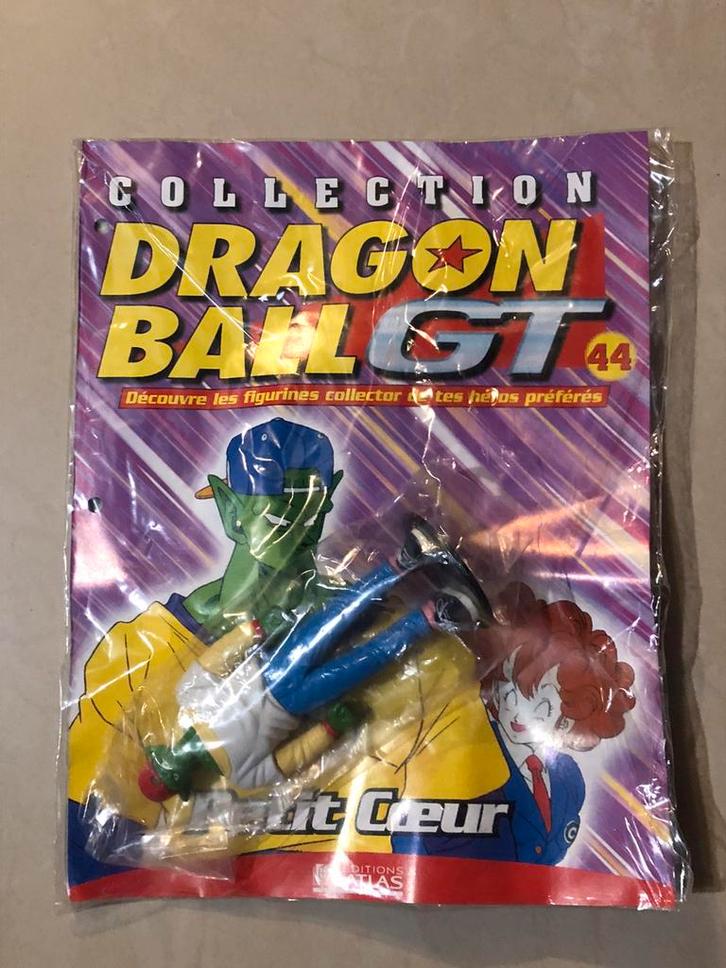 COLLECTION
DRAGON
BALL GT
44
Découvre les figurines collector de tes héros préférés
Petit Cœur
EDITIONS
ATLAS